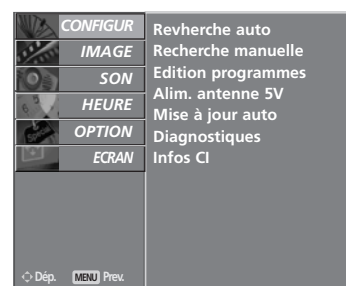 CONFIGUR
IMAGE
SON
HEURE
OPTION
ECRAN
Revherche auto
Recherche manuelle
Edition programmes
Alim. antenne 5V
Mise à jour auto
Diagnostiques
Infos CI
Dép. MENU Prev.